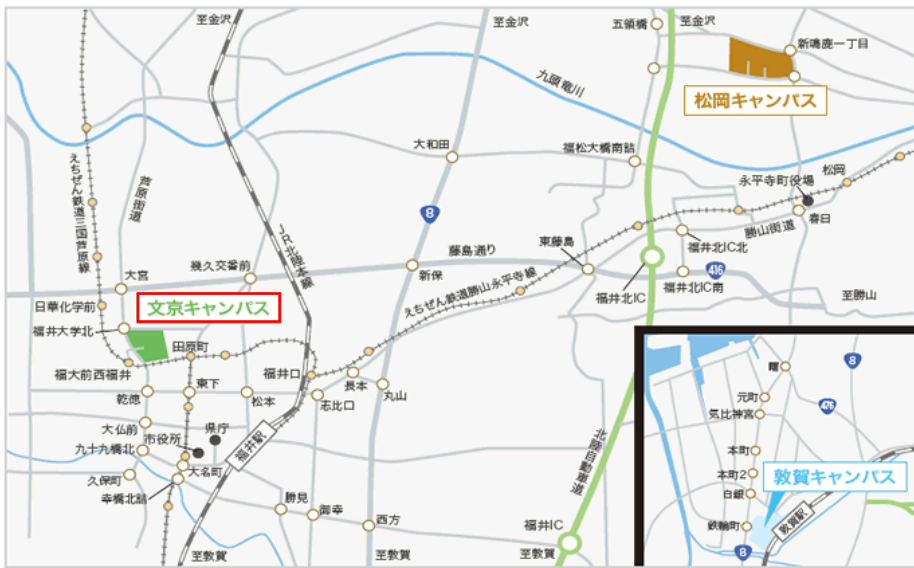 至金沢
至金沢
五領橋
至金沢
新鳴鹿一丁目
松岡キャンパス
九頭竜川
大和田
福松大橋南詰
えちぜん鉄道三国芦原線
芦原街道
永平寺町役場
松岡
8
JR北陸本線
春日
勝山街道
藤島通り
東藤島
福井北IC北
幾久交番前
新保
416
大宮
福井北IC
福井北IC南
えちぜん鉄道勝山永平寺線
至勝山
日華化学前
文京キャンパス
福井大学北
田原町
福大前西福井
福井口
乾徳
東下
松本
志比口
長本
丸山
大仏前
県庁
市役所
福井駅
九十九橋北
大名町
久保町
幸橋北詰
北陸自動車道
勝見
御幸
西方
福井IC
至敦賀
至敦賀
至敦賀
曙
8
元町
476
気比神宮
本町
本町2
敦賀キャンパス
白銀
鉄輪町
敦賀駅
8